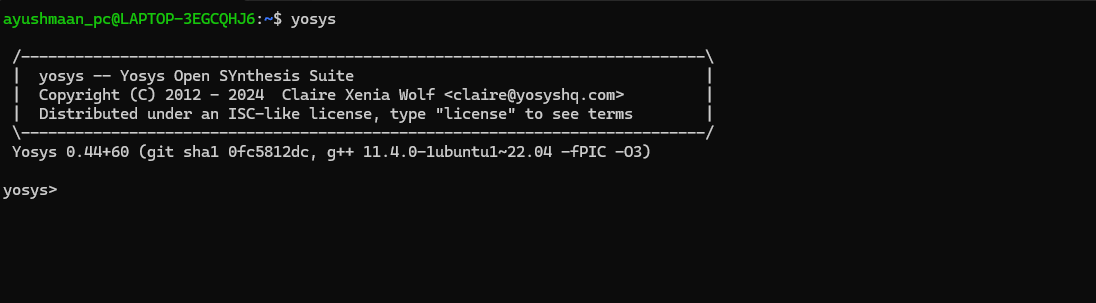 ayushmaan_pc@LAPTOP-3EGCQHJ6:~$ yosys
/----------------------------------------------------------------------------\
|  yosys -- Yosys Open SYnthesis Suite                                       |
|  Copyright (C) 2012 - 2024  Claire Xenia Wolf <claire@yosyshq.com>         |
|  Distributed under an ISC-like license, type "license" to see terms        |
\----------------------------------------------------------------------------/
Yosys 0.44+60 (git sha1 0fc5812dc, g++ 11.4.0-1ubuntu1~22.04 -fPIC -O3)
yosys>